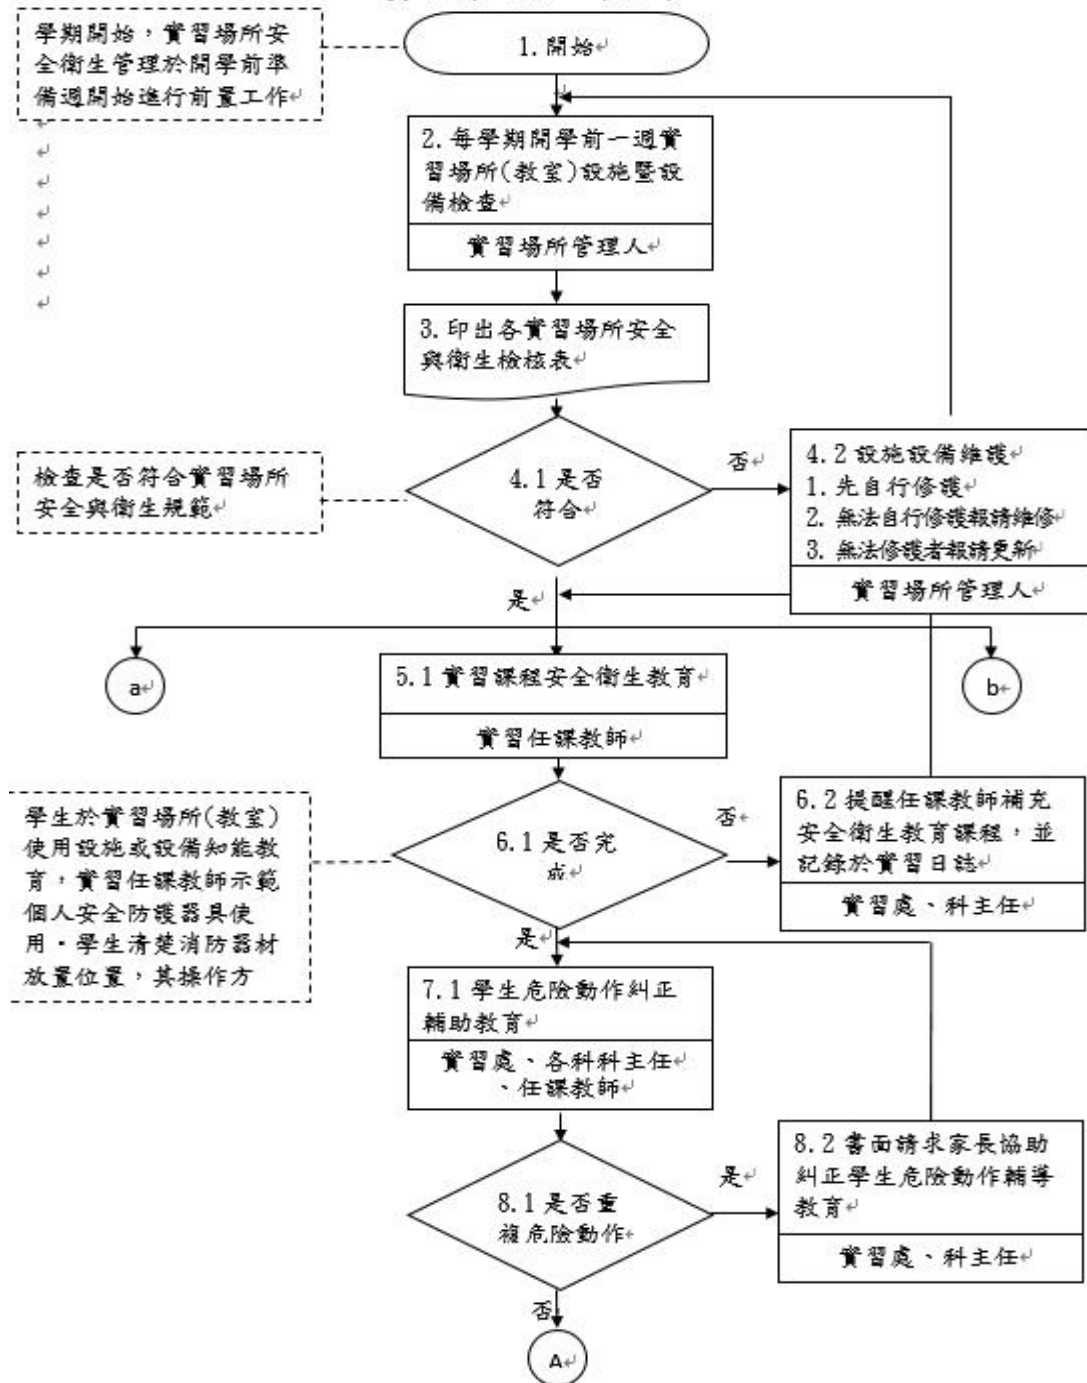 學期開始，實習場所安
全衛生管理於開學前準
備週開始進行前置工作
1.開始
2.每學期開學前一週實
習場所(教室)設施暨設
備檢查
實習場所管理人
3.印出各實習場所安全
與衛生檢核表
檢查是否符合實習場所
安全與衛生規範
4.1是否
符合
否
4.2設施設備維護
1.先自行修護
2.無法自行修護報請維修
3.無法修護者報請更新
實習場所管理人
是
a
b
5.1實習課程安全衛生教育
實習任課教師
學生於實習場所(教室)
使用設施或設備知能教
育，實習任課教師示範
個人安全防護器具使
用。學生清楚消防器材
放置位置，其操作方
6.1是否完
成
否
6.2提醒任課教師補充
安全衛生教育課程，並
記錄於實習日誌
實習處、科主任
是
7.1學生危險動作糾正
輔助教育
實習處、各科科主任
、任課教師
8.1是否重
複危險動作
是
8.2書面請求家長協助
糾正學生危險動作輔導
教育
實習處、科主任
否
A